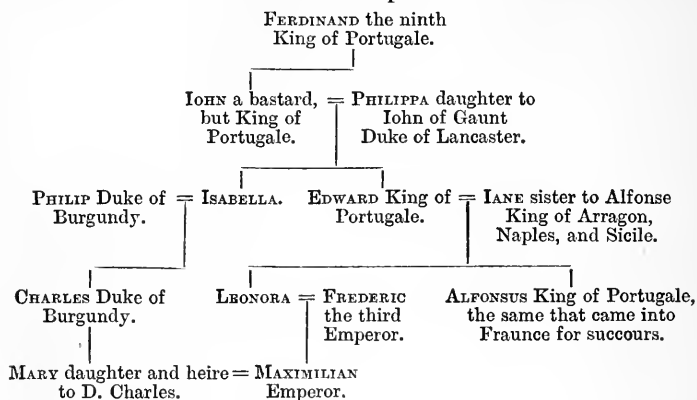 FERDINAND the ninth
King of Portugale.
IOHN a bastard, = PHILIPPA daughter to
but King of Iohn of Gaunt
Portugale. Duke of Lancaster.
PHILIP Duke of = ISABELLA. EDWARD King of = IANE sister to Alfonse
Burgundy. Portugale. King of Arragon,
Naples, and Sicile.
CHARLES Duke of LEONORA = FREDERIC ALFONSUS King of Portugale,
Burgundy. the third the same that came into
Emperor. Fraunce for succours.
MARY daughter and heire = MAXIMILIAN
to D. Charles. Emperor.